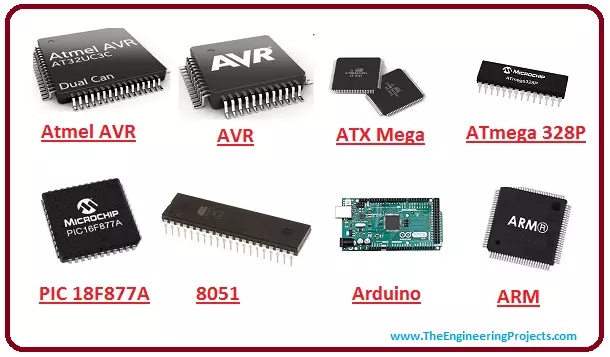 Atmel AVR
AT32UC3C
Dual Can
AVR
MICROCHIP
ATmega328P
Atmel AVR
AVR
ATX Mega
ATmega 328P
MICROCHIP
PIC16F877A
ARM®
PIC 18F877A
8051
Arduino
ARM
www.TheEngineeringProjects.com